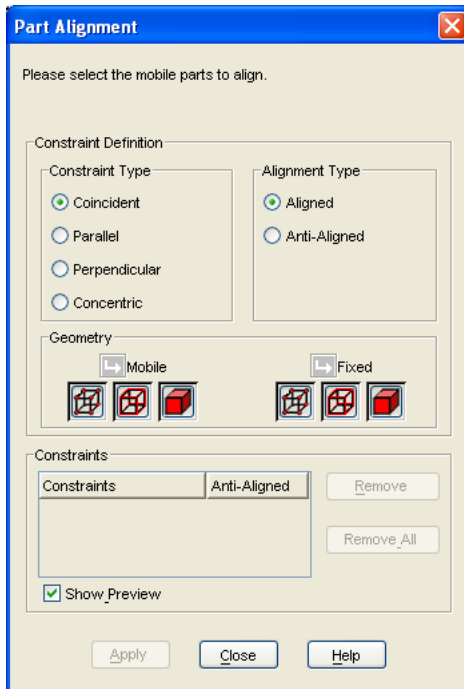 Part Alignment
Please select the mobile parts to align.
Constraint Definition
Constraint Type
Coincident
Parallel
Perpendicular
Concentric
Alignment Type
Aligned
Anti-Aligned
Geometry
Mobile
Fixed
Constraints
Constraints Anti-Aligned
Remove
Remove All
Show Preview
Apply Close Help